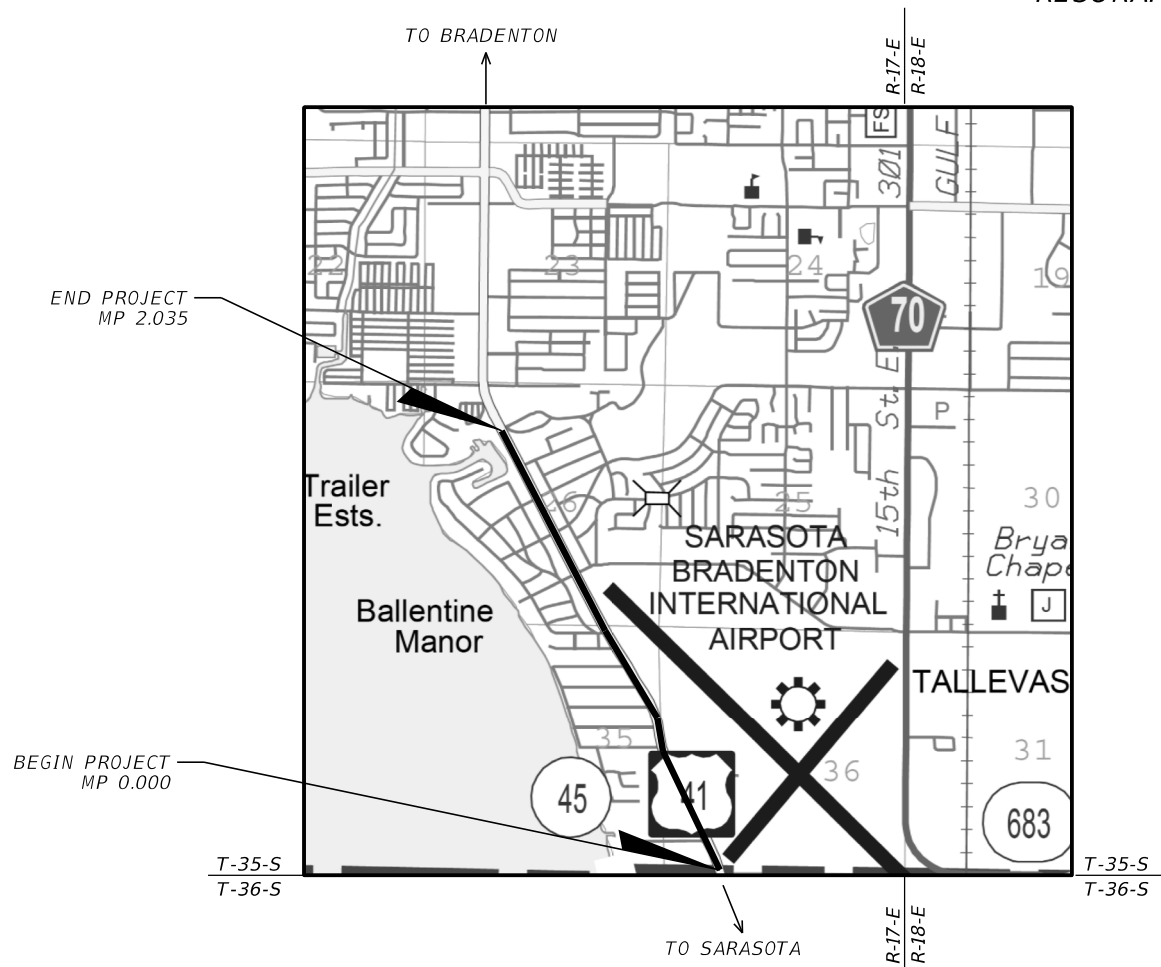 TO BRADENTON
R-17-E
R-18-E
FS
301
GULF
22
23
24
19
END PROJECT
MP 2.035
70
15th St. E.
P
Trailer
Ests.
26
25
30
SARASOTA
BRADENTON
INTERNATIONAL
AIRPORT
Brya
Chape
J
Ballentine
Manor
TALLEVAS
35
36
31
BEGIN PROJECT
MP 0.000
45
41
683
T-35-S
T-36-S
T-35-S
T-36-S
R-17-E
R-18-E
TO SARASOTA